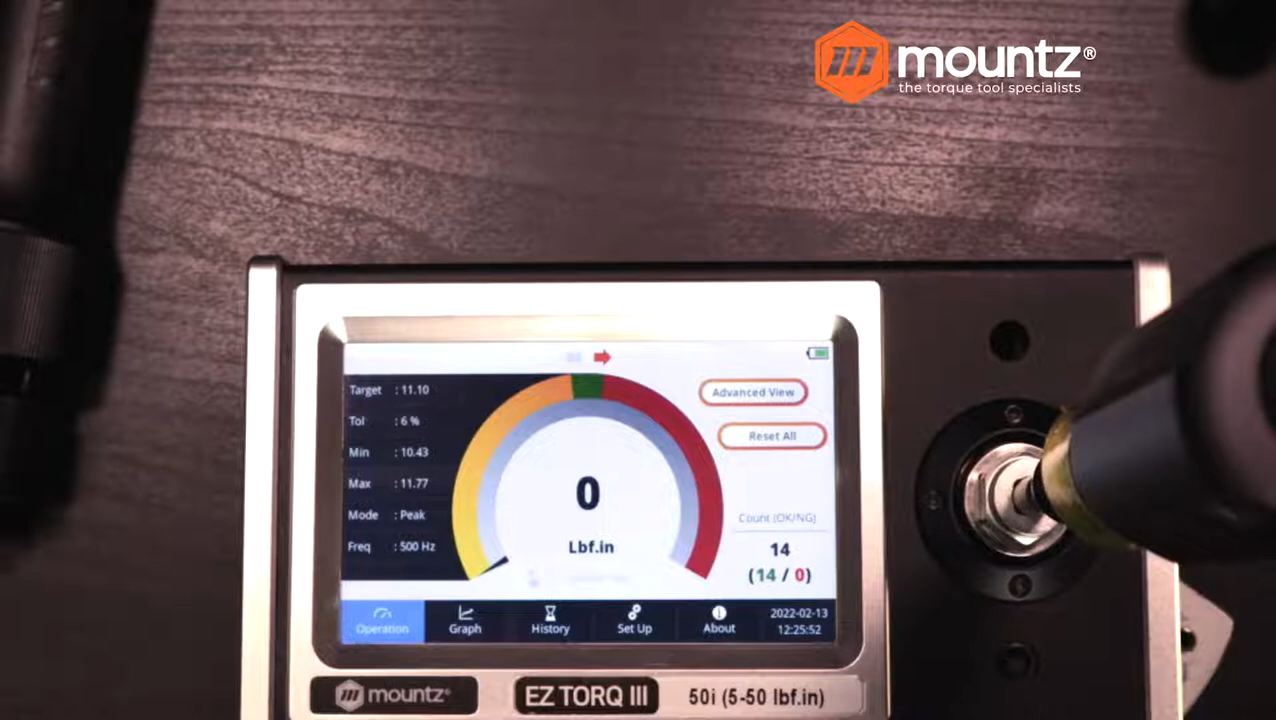 mountz®
the torque tool specialists
Target : 11.10
Tol : 6 %
Min : 10.43
Max : 11.77
Mode : Peak
Freq : 500 Hz
0
Lbf.in
Advanced View
Reset All
Count (OK/NG)
14
(14 / 0)
Operation
Graph
History
Set Up
About
2022-02-13
12:25:52
mountz®
EZ TORQ III
50i (5-50 lbf.in)